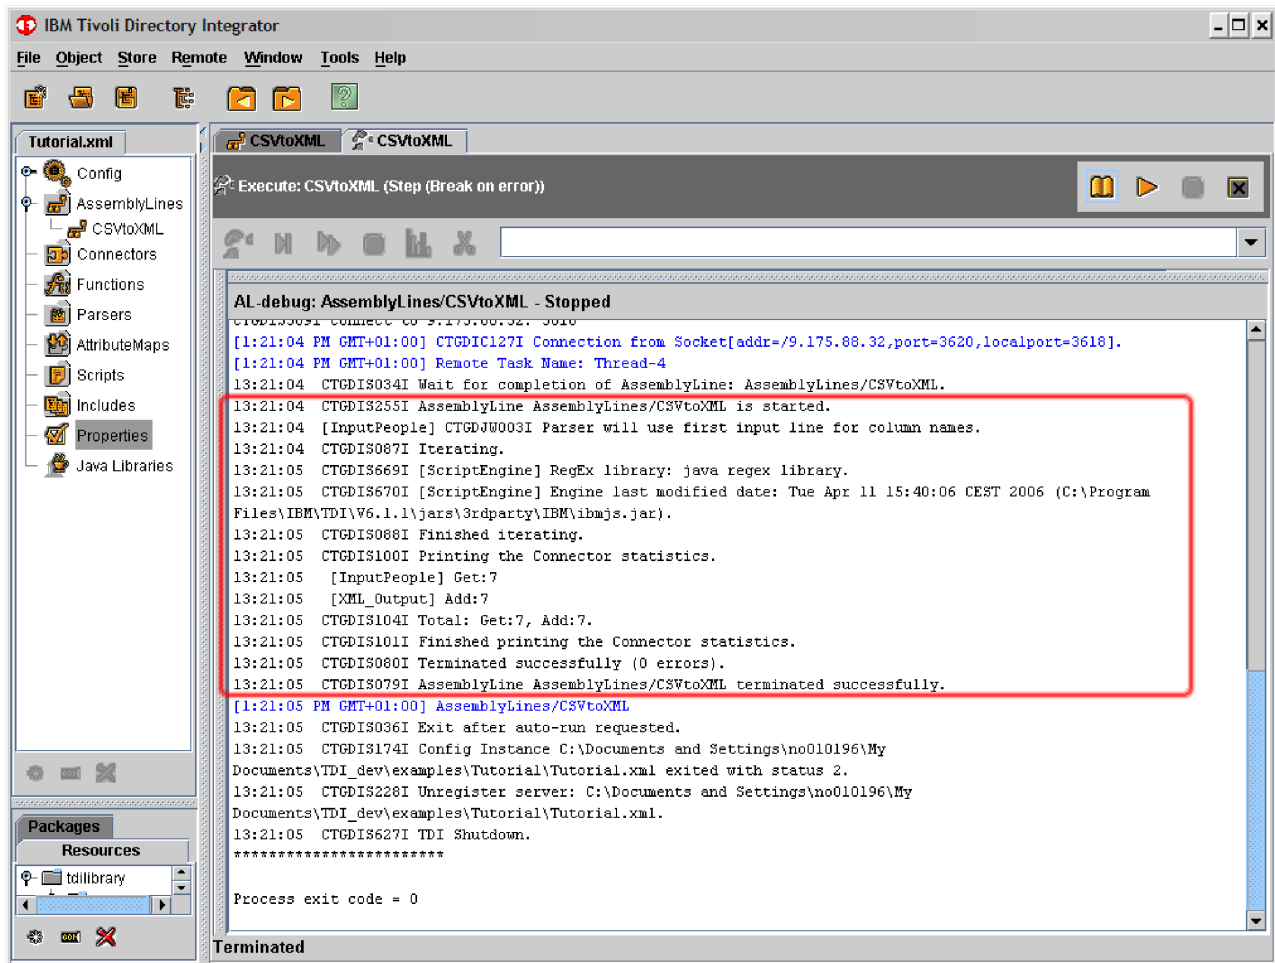 IBM Tivoli Directory Integrator
File Object Store Remote Window Tools Help
Tutorial.xml
Config
AssemblyLines
CSVtoXML
Connectors
Functions
Parsers
AttributeMaps
Scripts
Includes
Properties
Java Libraries
Packages
Resources
tdilibrary
CSVtoXML
CSVtoXML
Execute: CSVtoXML (Step (Break on error))
AL-debug: AssemblyLines/CSVtoXML - Stopped
[1:21:04 PM GMT+01:00] CTGDIC127I Connection from Socket[addr=/9.175.88.32,port=3620,localport=3618].
[1:21:04 PM GMT+01:00] Remote Task Name: Thread-4
13:21:04 CTGDIS034I Wait for completion of AssemblyLine: AssemblyLines/CSVtoXML.
13:21:04 CTGDIS255I AssemblyLine AssemblyLines/CSVtoXML is started.
13:21:04 [InputPeople] CTGDJW003I Parser will use first input line for column names.
13:21:04 CTGDIS087I Iterating.
13:21:05 CTGDIS669I [ScriptEngine] RegEx library: java regex library.
13:21:05 CTGDIS670I [ScriptEngine] Engine last modified date: Tue Apr 11 15:40:06 CEST 2006 (C:\Program
Files\IBM\TDI\V6.1.1\jars\3rdparty\IBM\ibmjs.jar).
13:21:05 CTGDIS088I Finished iterating.
13:21:05 CTGDIS100I Printing the Connector statistics.
13:21:05 [InputPeople] Get:7
13:21:05 [XML_Output] Add:7
13:21:05 CTGDIS104I Total: Get:7, Add:7.
13:21:05 CTGDIS101I Finished printing the Connector statistics.
13:21:05 CTGDIS080I Terminated successfully (0 errors).
13:21:05 CTGDIS079I AssemblyLine AssemblyLines/CSVtoXML terminated successfully.
[1:21:05 PM GMT+01:00] AssemblyLines/CSVtoXML
13:21:05 CTGDIS036I Exit after auto-run requested.
13:21:05 CTGDIS174I Config Instance C:\Documents and Settings\no010196\My
Documents\TDI_dev\examples\Tutorial\Tutorial.xml exited with status 2.
13:21:05 CTGDIS228I Unregister server: C:\Documents and Settings\no010196\My
Documents\TDI_dev\examples\Tutorial\Tutorial.xml.
13:21:05 CTGDIS627I TDI Shutdown.
************************
Process exit code = 0
Terminated